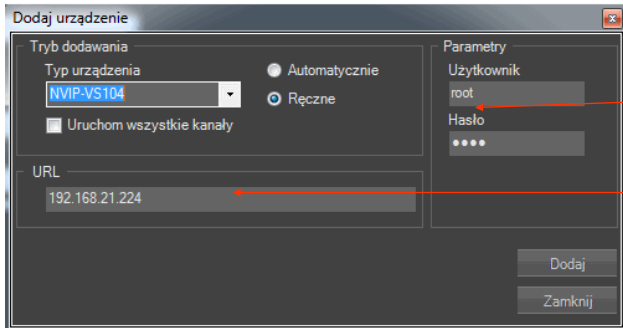 Dodaj urządzenie
Tryb dodawania
Typ urządzenia
NVIP-VS104
Automatycznie
Ręczne
Uruchom wszystkie kanały
URL
192.168.21.224
Parametry
Użytkownik
root
Hasło
••••
Dodaj
Zamknij